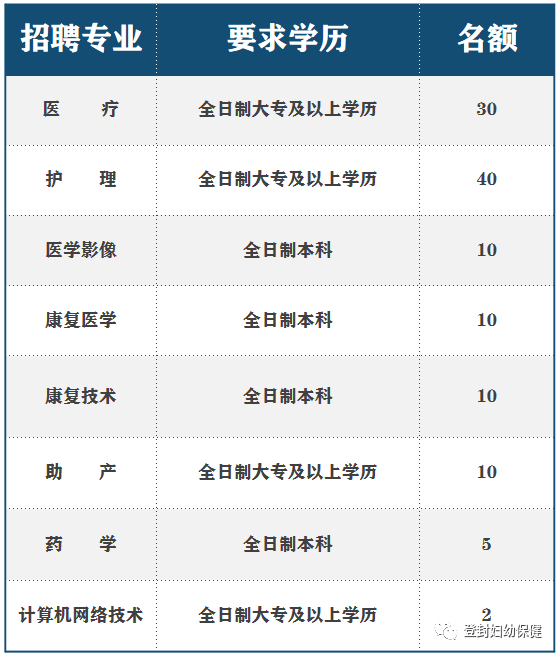 招聘专业 要求学历 名额
医 疗 全日制大专及以上学历 30
护 理 全日制大专及以上学历 40
医学影像 全日制本科 10
康复医学 全日制本科 10
康复技术 全日制本科 10
助 产 全日制大专及以上学历 10
药 学 全日制本科 5
计算机网络技术 全日制大专及以上学历 2
登封妇幼保健